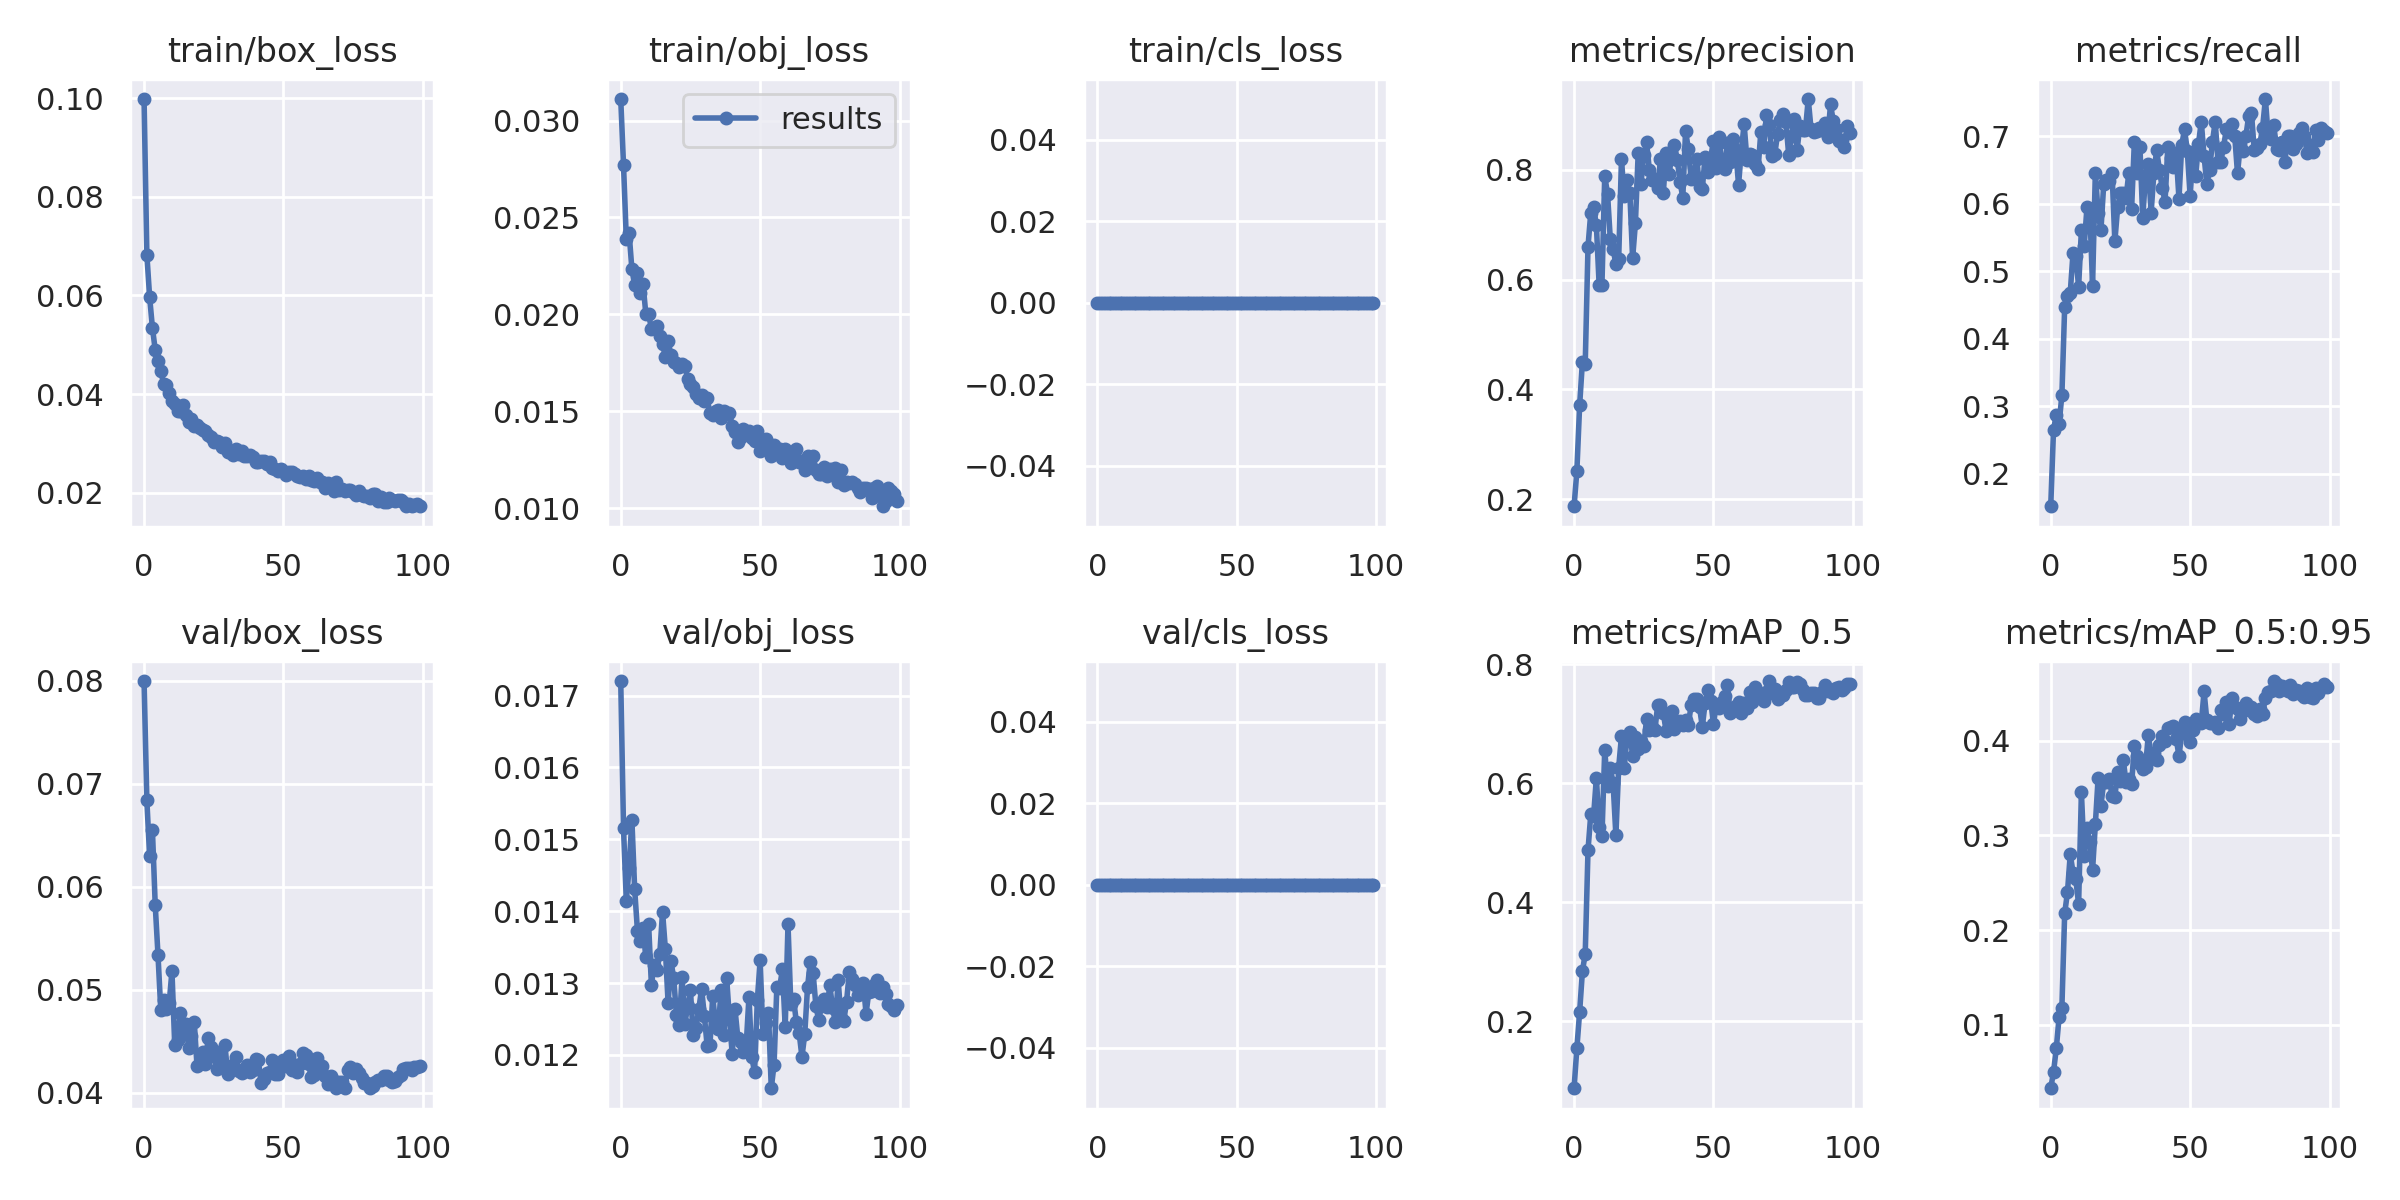 train/box_loss
0.10
0.08
0.06
0.04
0.02
0 50 100
train/obj_loss
results
0.030
0.025
0.020
0.015
0.010
0 50 100
train/cls_loss
0.04
0.02
0.00
−0.02
−0.04
0 50 100
metrics/precision
0.8
0.6
0.4
0.2
0 50 100
metrics/recall
0.7
0.6
0.5
0.4
0.3
0.2
0 50 100
val/box_loss
0.08
0.07
0.06
0.05
0.04
0 50 100
val/obj_loss
0.017
0.016
0.015
0.014
0.013
0.012
0 50 100
val/cls_loss
0.04
0.02
0.00
−0.02
−0.04
0 50 100
metrics/mAP_0.5
0.8
0.6
0.4
0.2
0 50 100
metrics/mAP_0.5:0.95
0.4
0.3
0.2
0.1
0 50 100